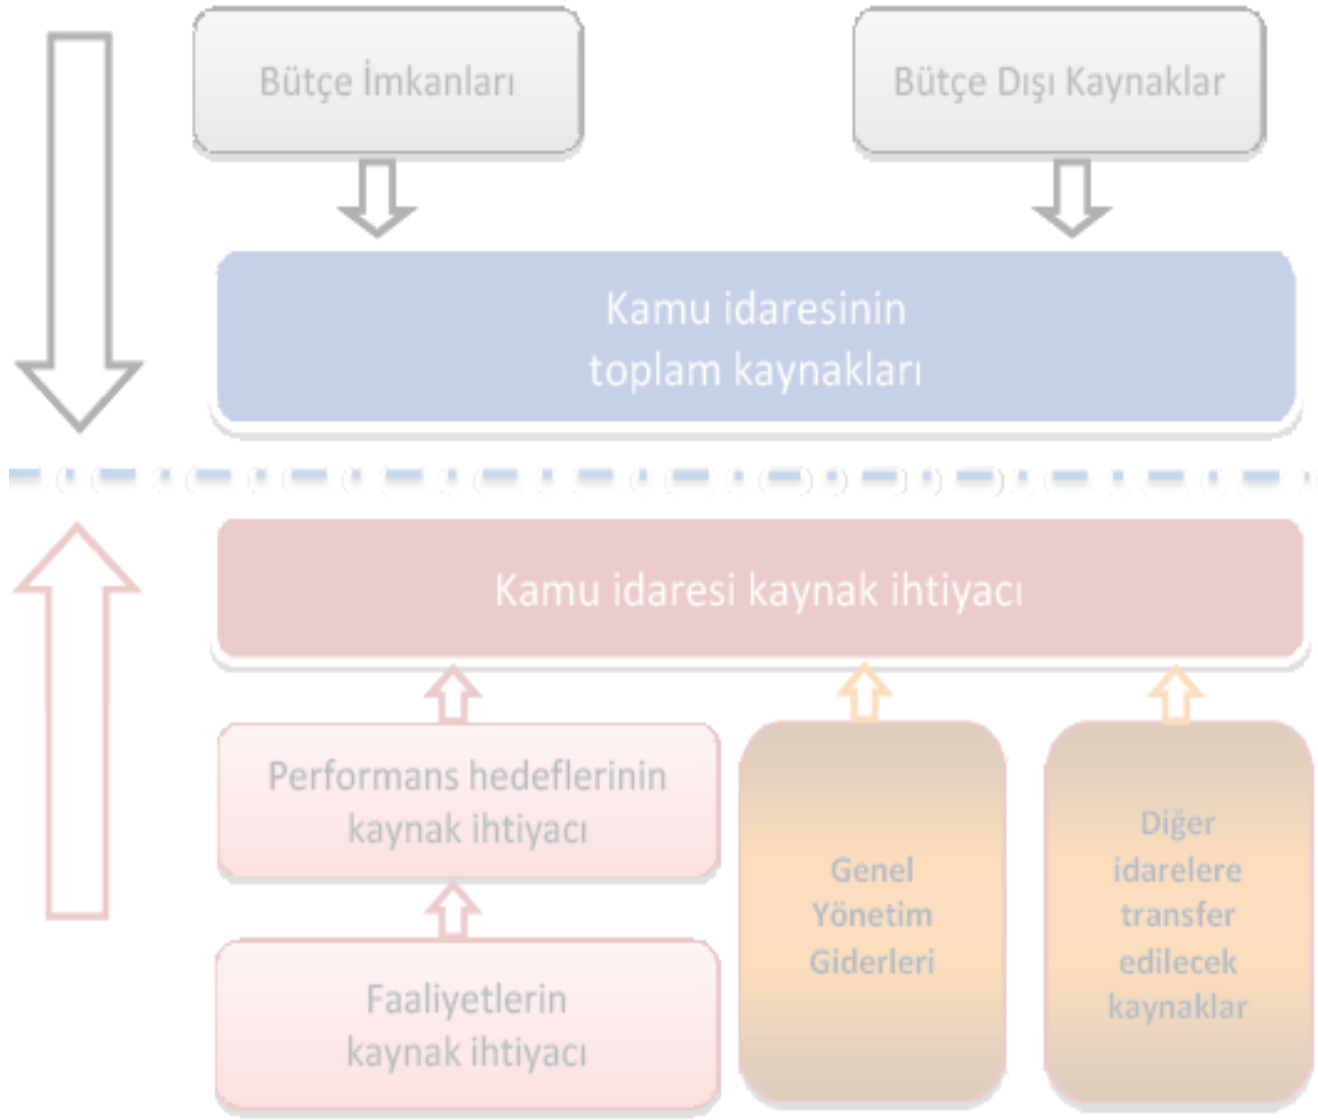 Bütçe İmkanları
Bütçe Dışı Kaynaklar
Kamu idaresinin
toplam kaynakları
Kamu idaresi kaynak ihtiyacı
Performans hedeflerinin
kaynak ihtiyacı
Faaliyetlerin
kaynak ihtiyacı
Genel
Yönetim
Giderleri
Diğer
idarelere
transfer
edilecek
kaynaklar